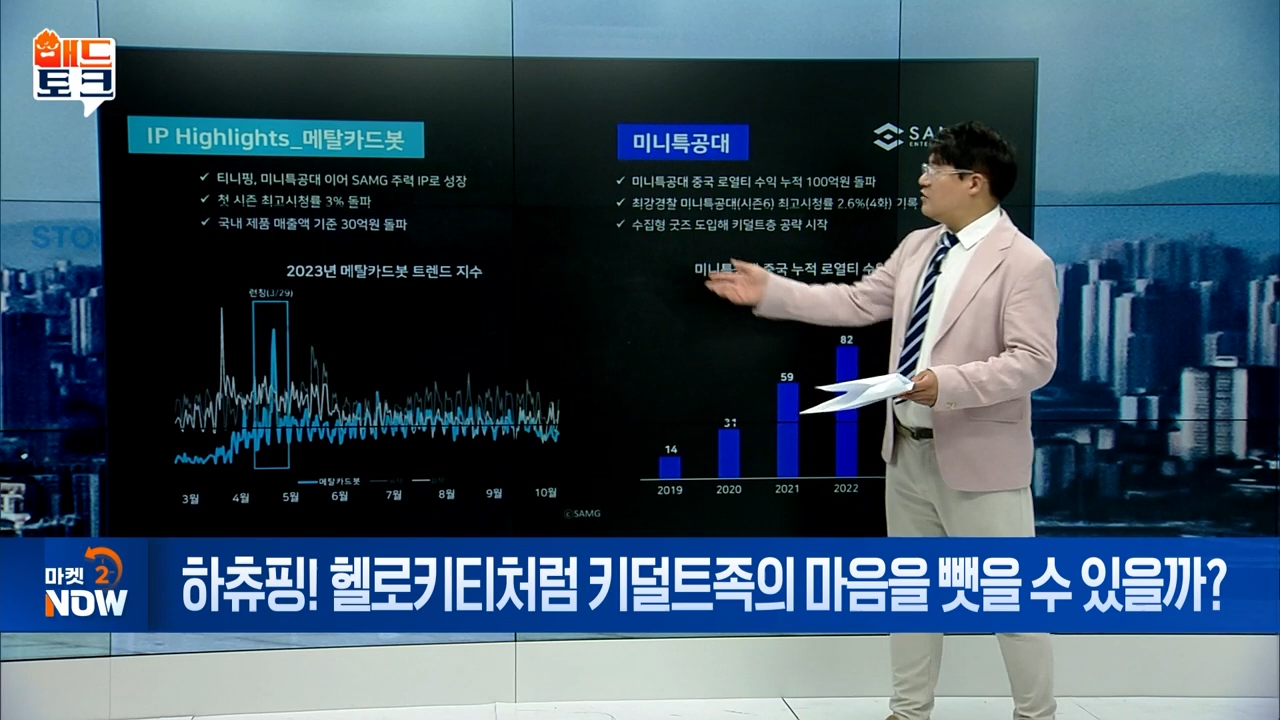 매드
토크
IP Highlights_메탈카드봇
✓ 티니핑, 미니특공대 이어 SAMG 주력 IP로 성장
✓ 첫 시즌 최고시청률 3% 돌파
✓ 국내 제품 매출액 기준 30억원 돌파
2023년 메탈카드봇 트렌드 지수
런칭(3/29)
메탈카드봇
3월 4월 5월 6월 7월 8월 9월 10월
ⓒSAMG
미니특공대
✓ 미니특공대 중국 로열티 수익 누적 100억원 돌파
✓ 최강경찰 미니특공대(시즌6) 최고시청률 2.6%(4화) 기록
✓ 수집형 굿즈 도입해 키덜트층 공략 시작
중국 누적 로열티
14 31 59 82
2019 2020 2021 2022
STO
마켓 2
NOW
하츄핑! 헬로키티처럼 키덜트족의 마음을 뺏을 수 있을까?